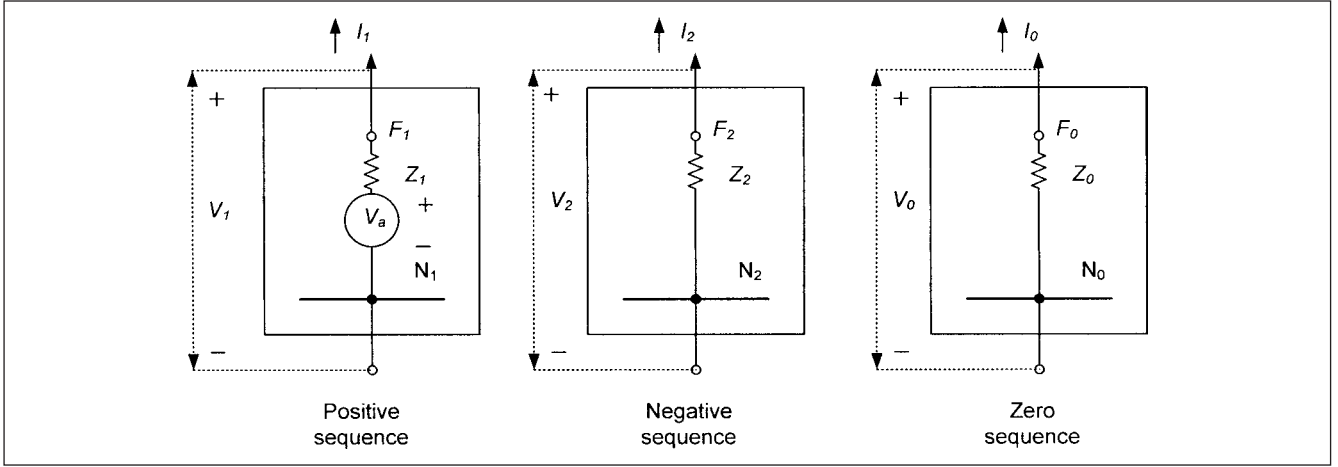 I₁ I₂ I₀
+ + +
F₁ F₂ F₀
Z₁ Z₂ Z₀
V₁ Vₐ + V₂ V₀
−
N₁ N₂ N₀
− − −
Positive sequence
Negative sequence
Zero sequence